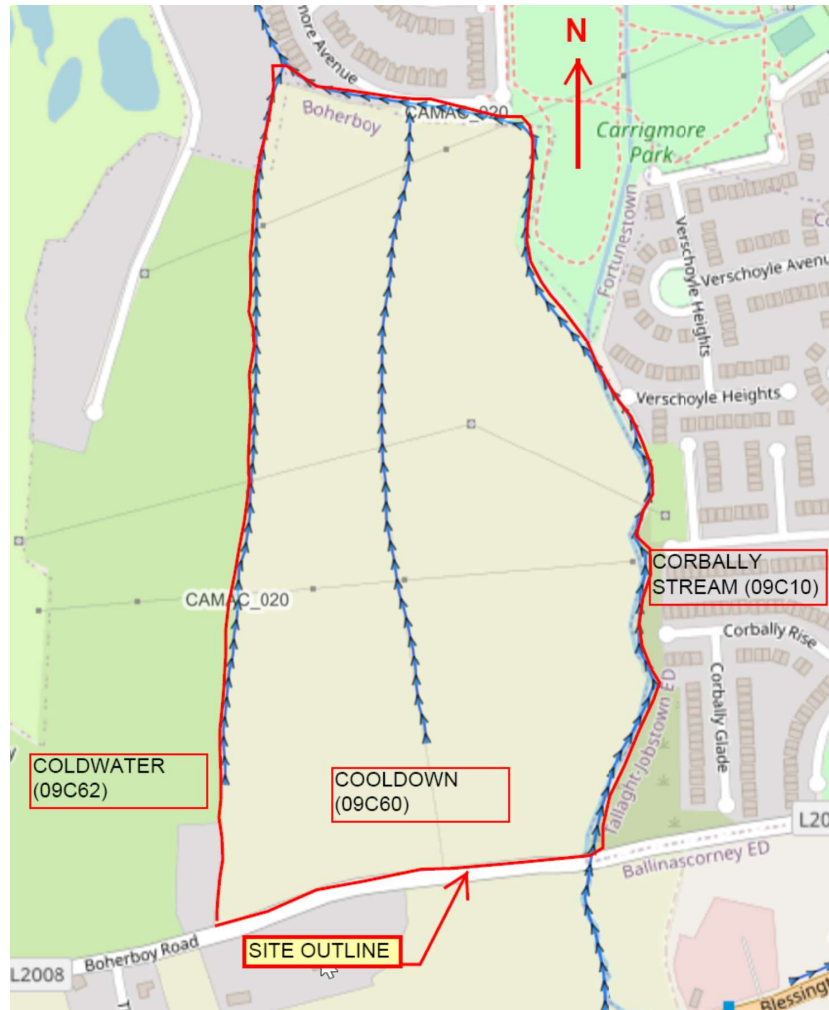 more Avenue
N
Boherboy
CAMAC_020
Carrigmore
Park
Fortunestown
Verschoyle Heights
Verschoyle Avenu
Verschoyle Heights
CORBALLY
STREAM (09C10)
CAMAC_020
Corbally Rise
Corbally Glade
Tallaght-Jobstown ED
COLDWATER
(09C62)
COOLDOWN
(09C60)
L20
Ballinascorney ED
SITE OUTLINE
Boherboy Road
L2008
Blessing